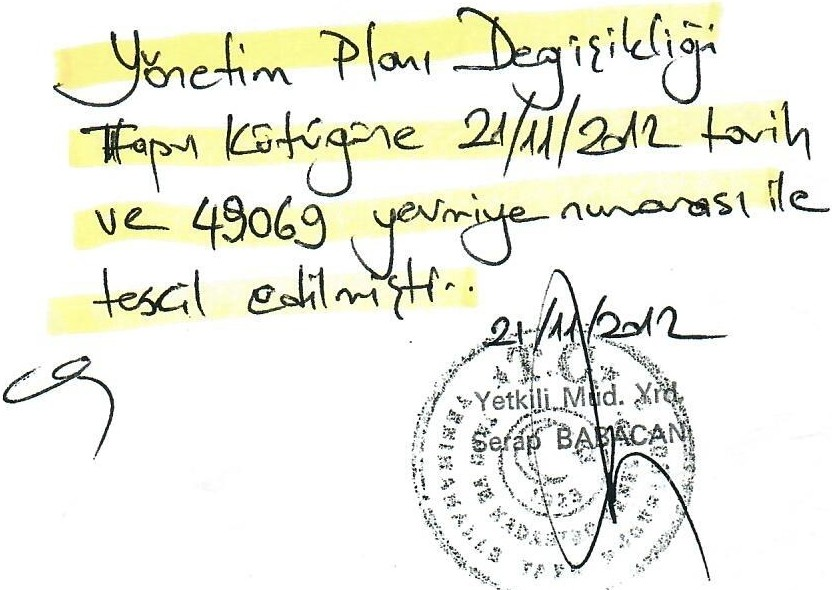 Yönetim Planı Değişikliği
Tapu Kütüğüne 21/11/2012 tarih
ve 49069 yevmiye numarası ile
tescil edilmiştir.
21/11/2012
T.C.
Yetkili Müd. Yrd.
Serap BABACAN
1923